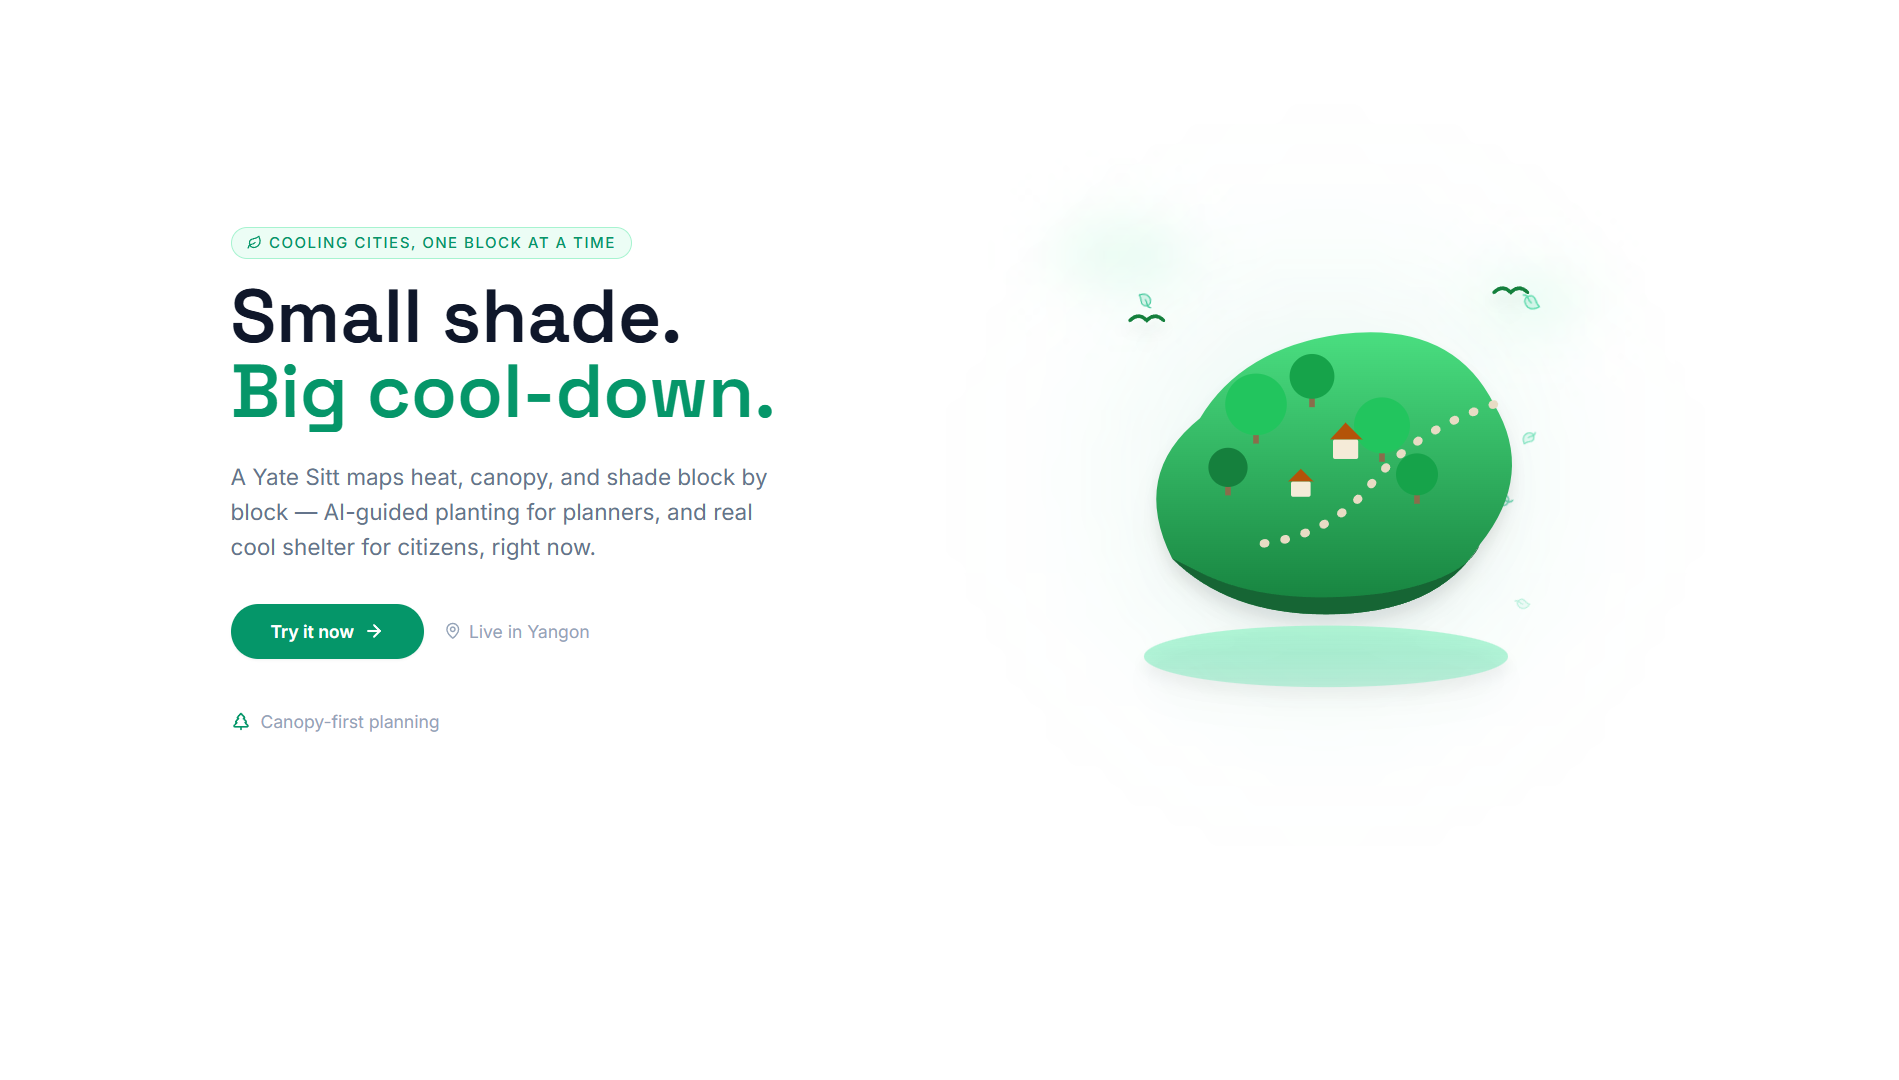 COOLING CITIES, ONE BLOCK AT A TIME
Small shade.
Big cool-down.
A Yate Sitt maps heat, canopy, and shade block by
block — AI-guided planting for planners, and real
cool shelter for citizens, right now.
Try it now
Live in Yangon
Canopy-first planning